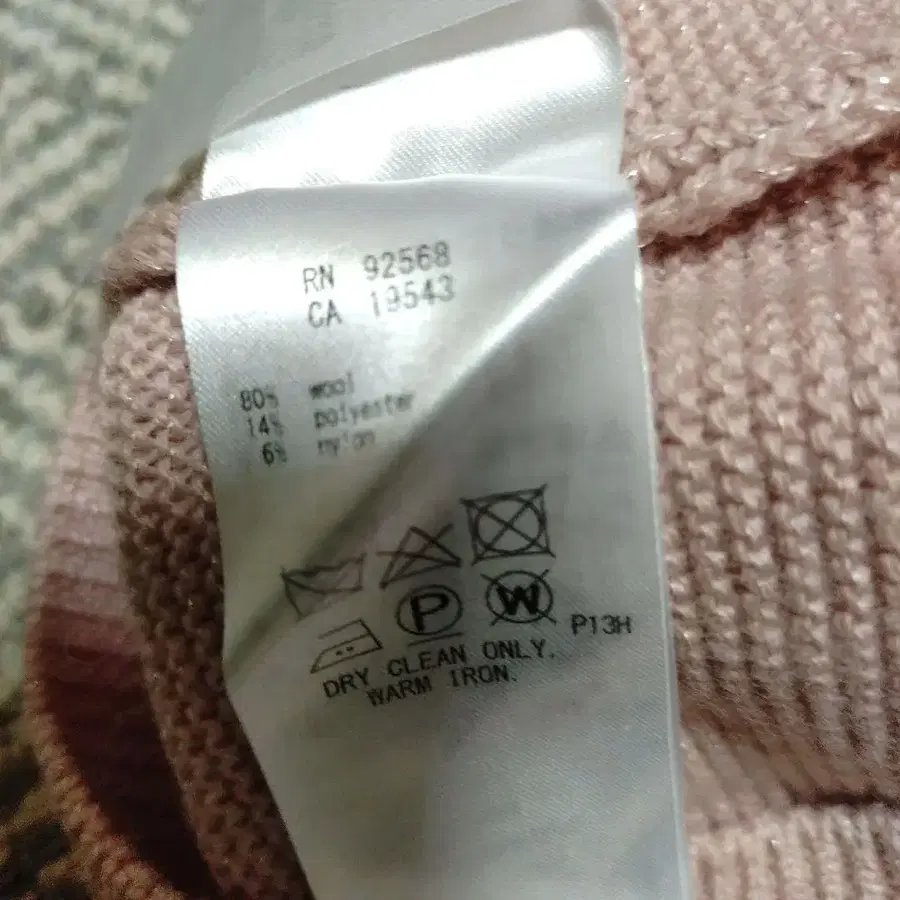 RN 92568
CA 19543
80% wool
14% polyester
6% nylon
P
W
P13H
DRY CLEAN ONLY.
WARM IRON.